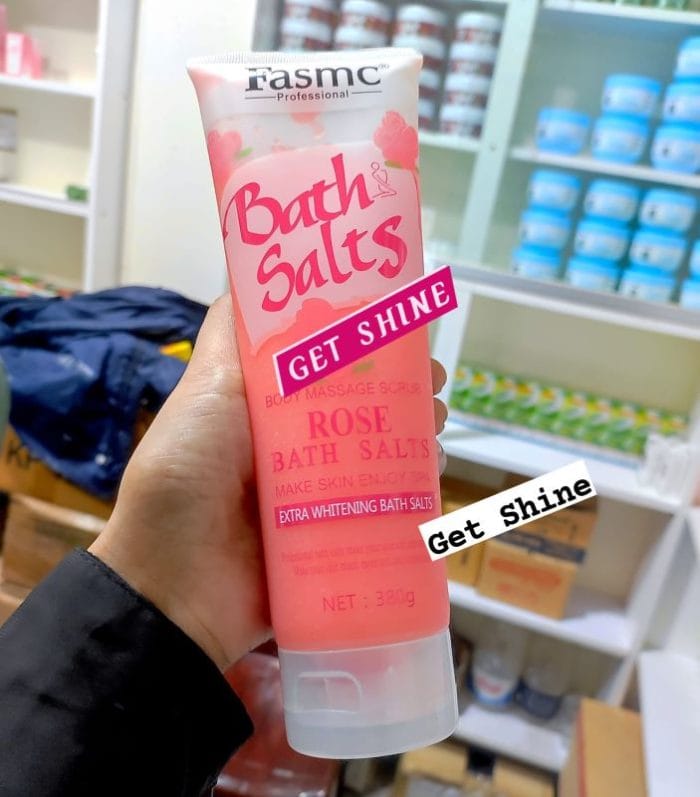 Fasmc®
Professional
Bath
Salts
GET SHINE
BODY MASSAGE SCRUB
ROSE
BATH SALTS
MAKE SKIN ENJOY SPA
EXTRA WHITENING BATH SALTS
Get Shine
NET : 380g